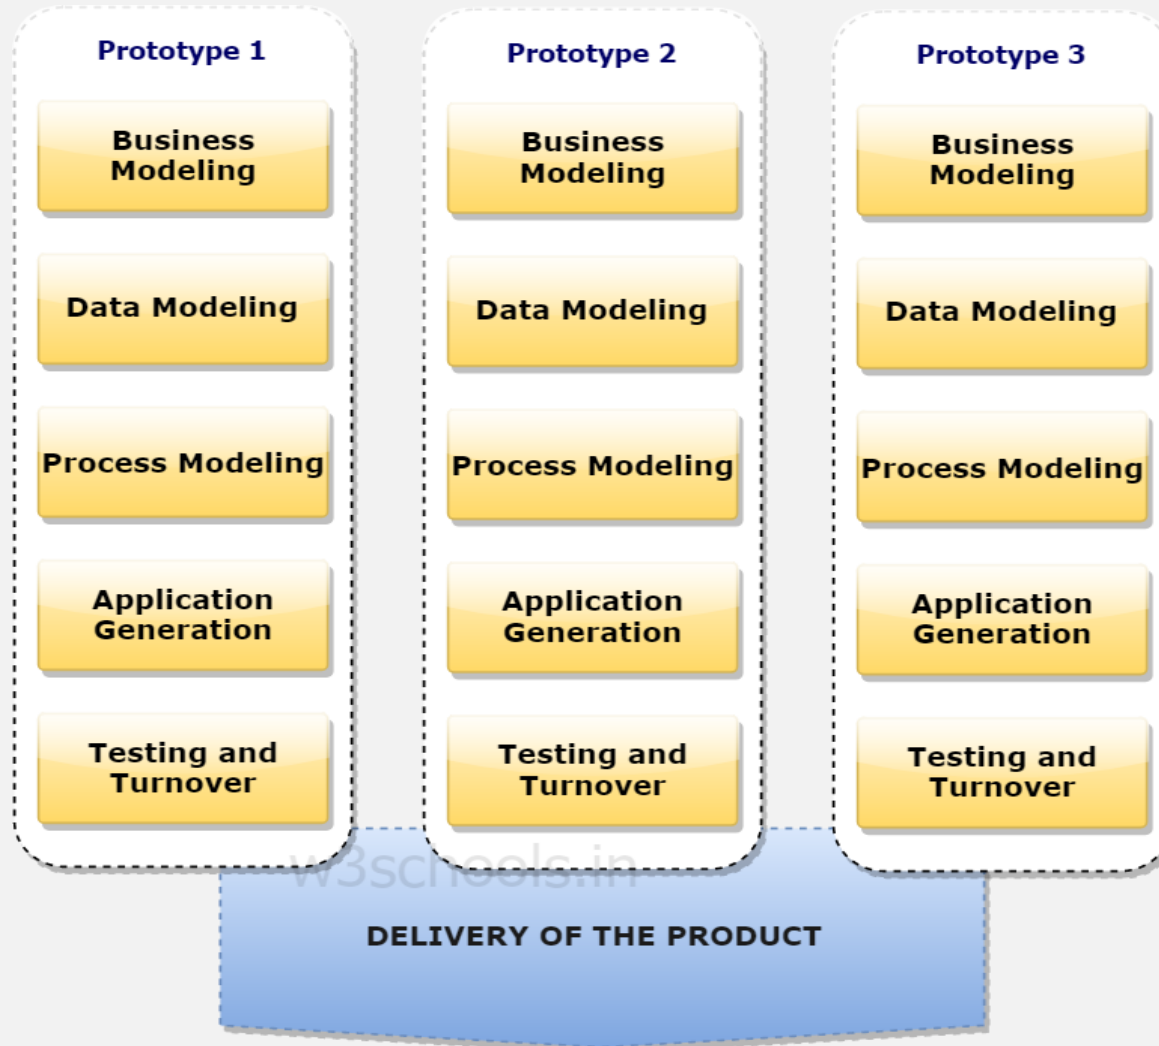 Prototype 1
Business
Modeling
Data Modeling
Process Modeling
Application
Generation
Testing and
Turnover
Prototype 2
Business
Modeling
Data Modeling
Process Modeling
Application
Generation
Testing and
Turnover
Prototype 3
Business
Modeling
Data Modeling
Process Modeling
Application
Generation
Testing and
Turnover
w3schools.in
DELIVERY OF THE PRODUCT